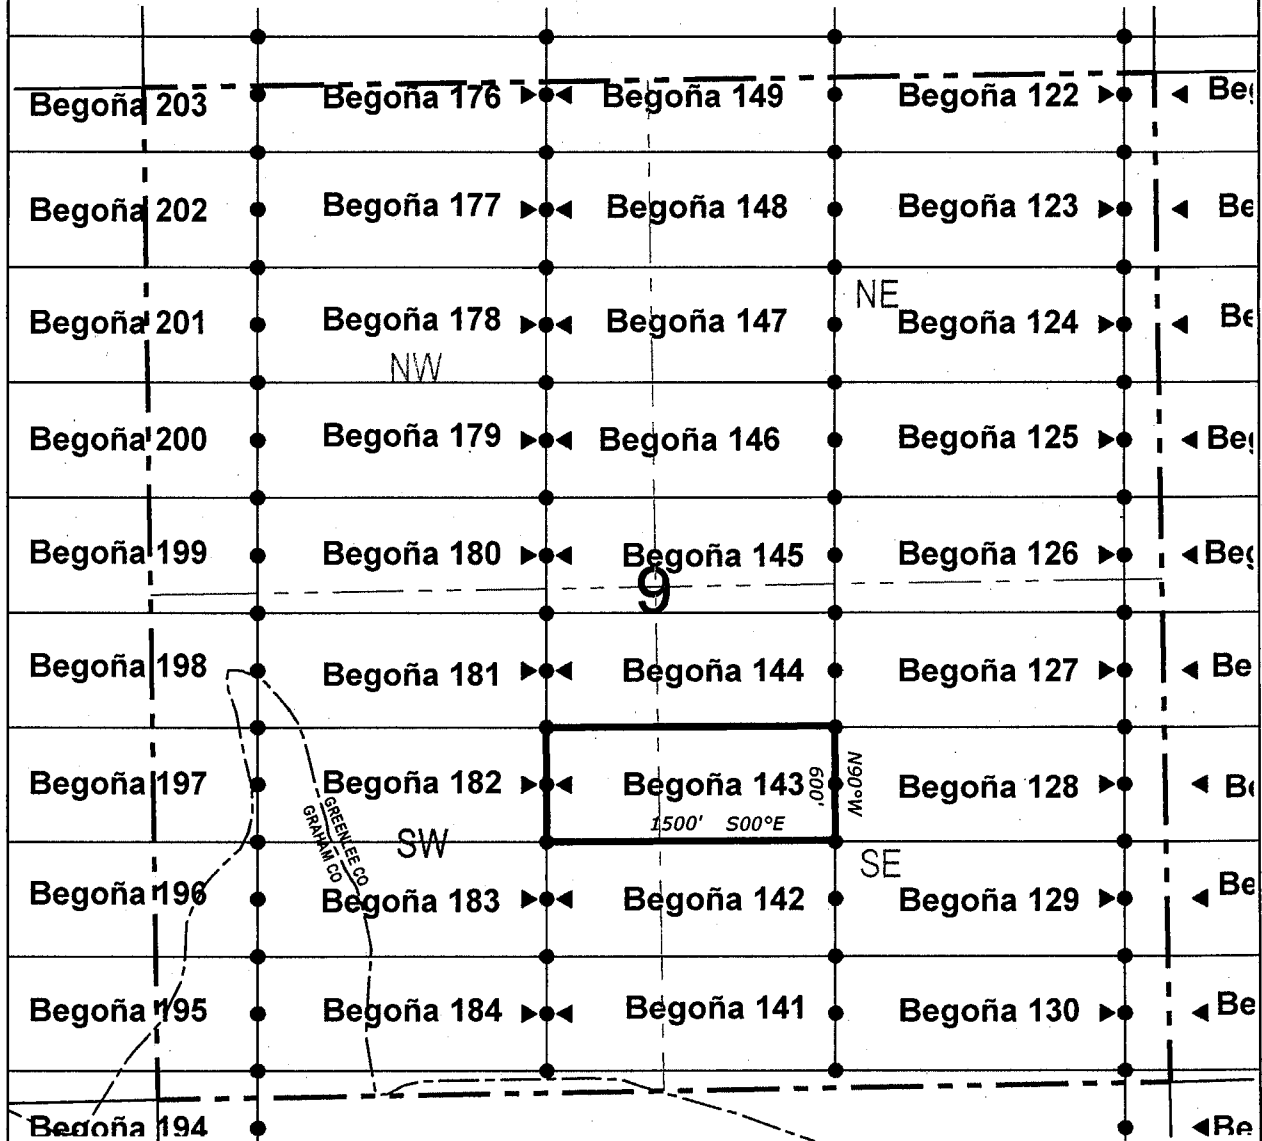 Begoña 203 Begoña 176 Begoña 149 Begoña 122
Begoña 202 Begoña 177 Begoña 148 Begoña 123
NE
Begoña 201 Begoña 178 Begoña 147 Begoña 124
NW
Begoña 200 Begoña 179 Begoña 146 Begoña 125
Begoña 199 Begoña 180 Begoña 145 Begoña 126
9
Begoña 198 Begoña 181 Begoña 144 Begoña 127
Begoña 197 Begoña 182 Begoña 143 Begoña 128
600'
N90°W
1500' S00°E
GREENLEE CO
GRAHAM CO
SW
SE
Begoña 196 Begoña 183 Begoña 142 Begoña 129
Begoña 195 Begoña 184 Begoña 141 Begoña 130
Begoña 194